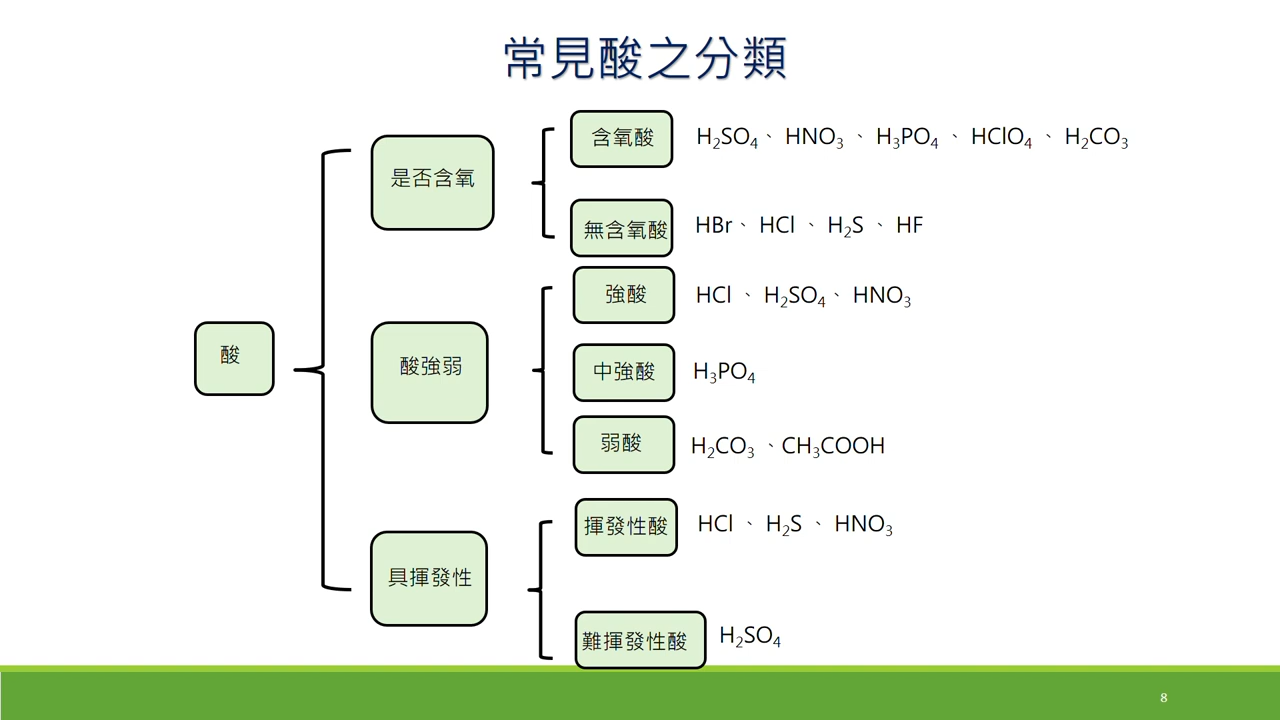 常見酸之分類
酸
是否含氧
含氧酸 H₂SO₄、 HNO₃ 、 H₃PO₄ 、 HClO₄ 、 H₂CO₃
無含氧酸 HBr、 HCl 、 H₂S 、 HF
酸強弱
強酸 HCl 、 H₂SO₄、 HNO₃
中強酸 H₃PO₄
弱酸 H₂CO₃ 、CH₃COOH
具揮發性
揮發性酸 HCl 、 H₂S 、 HNO₃
難揮發性酸 H₂SO₄
8